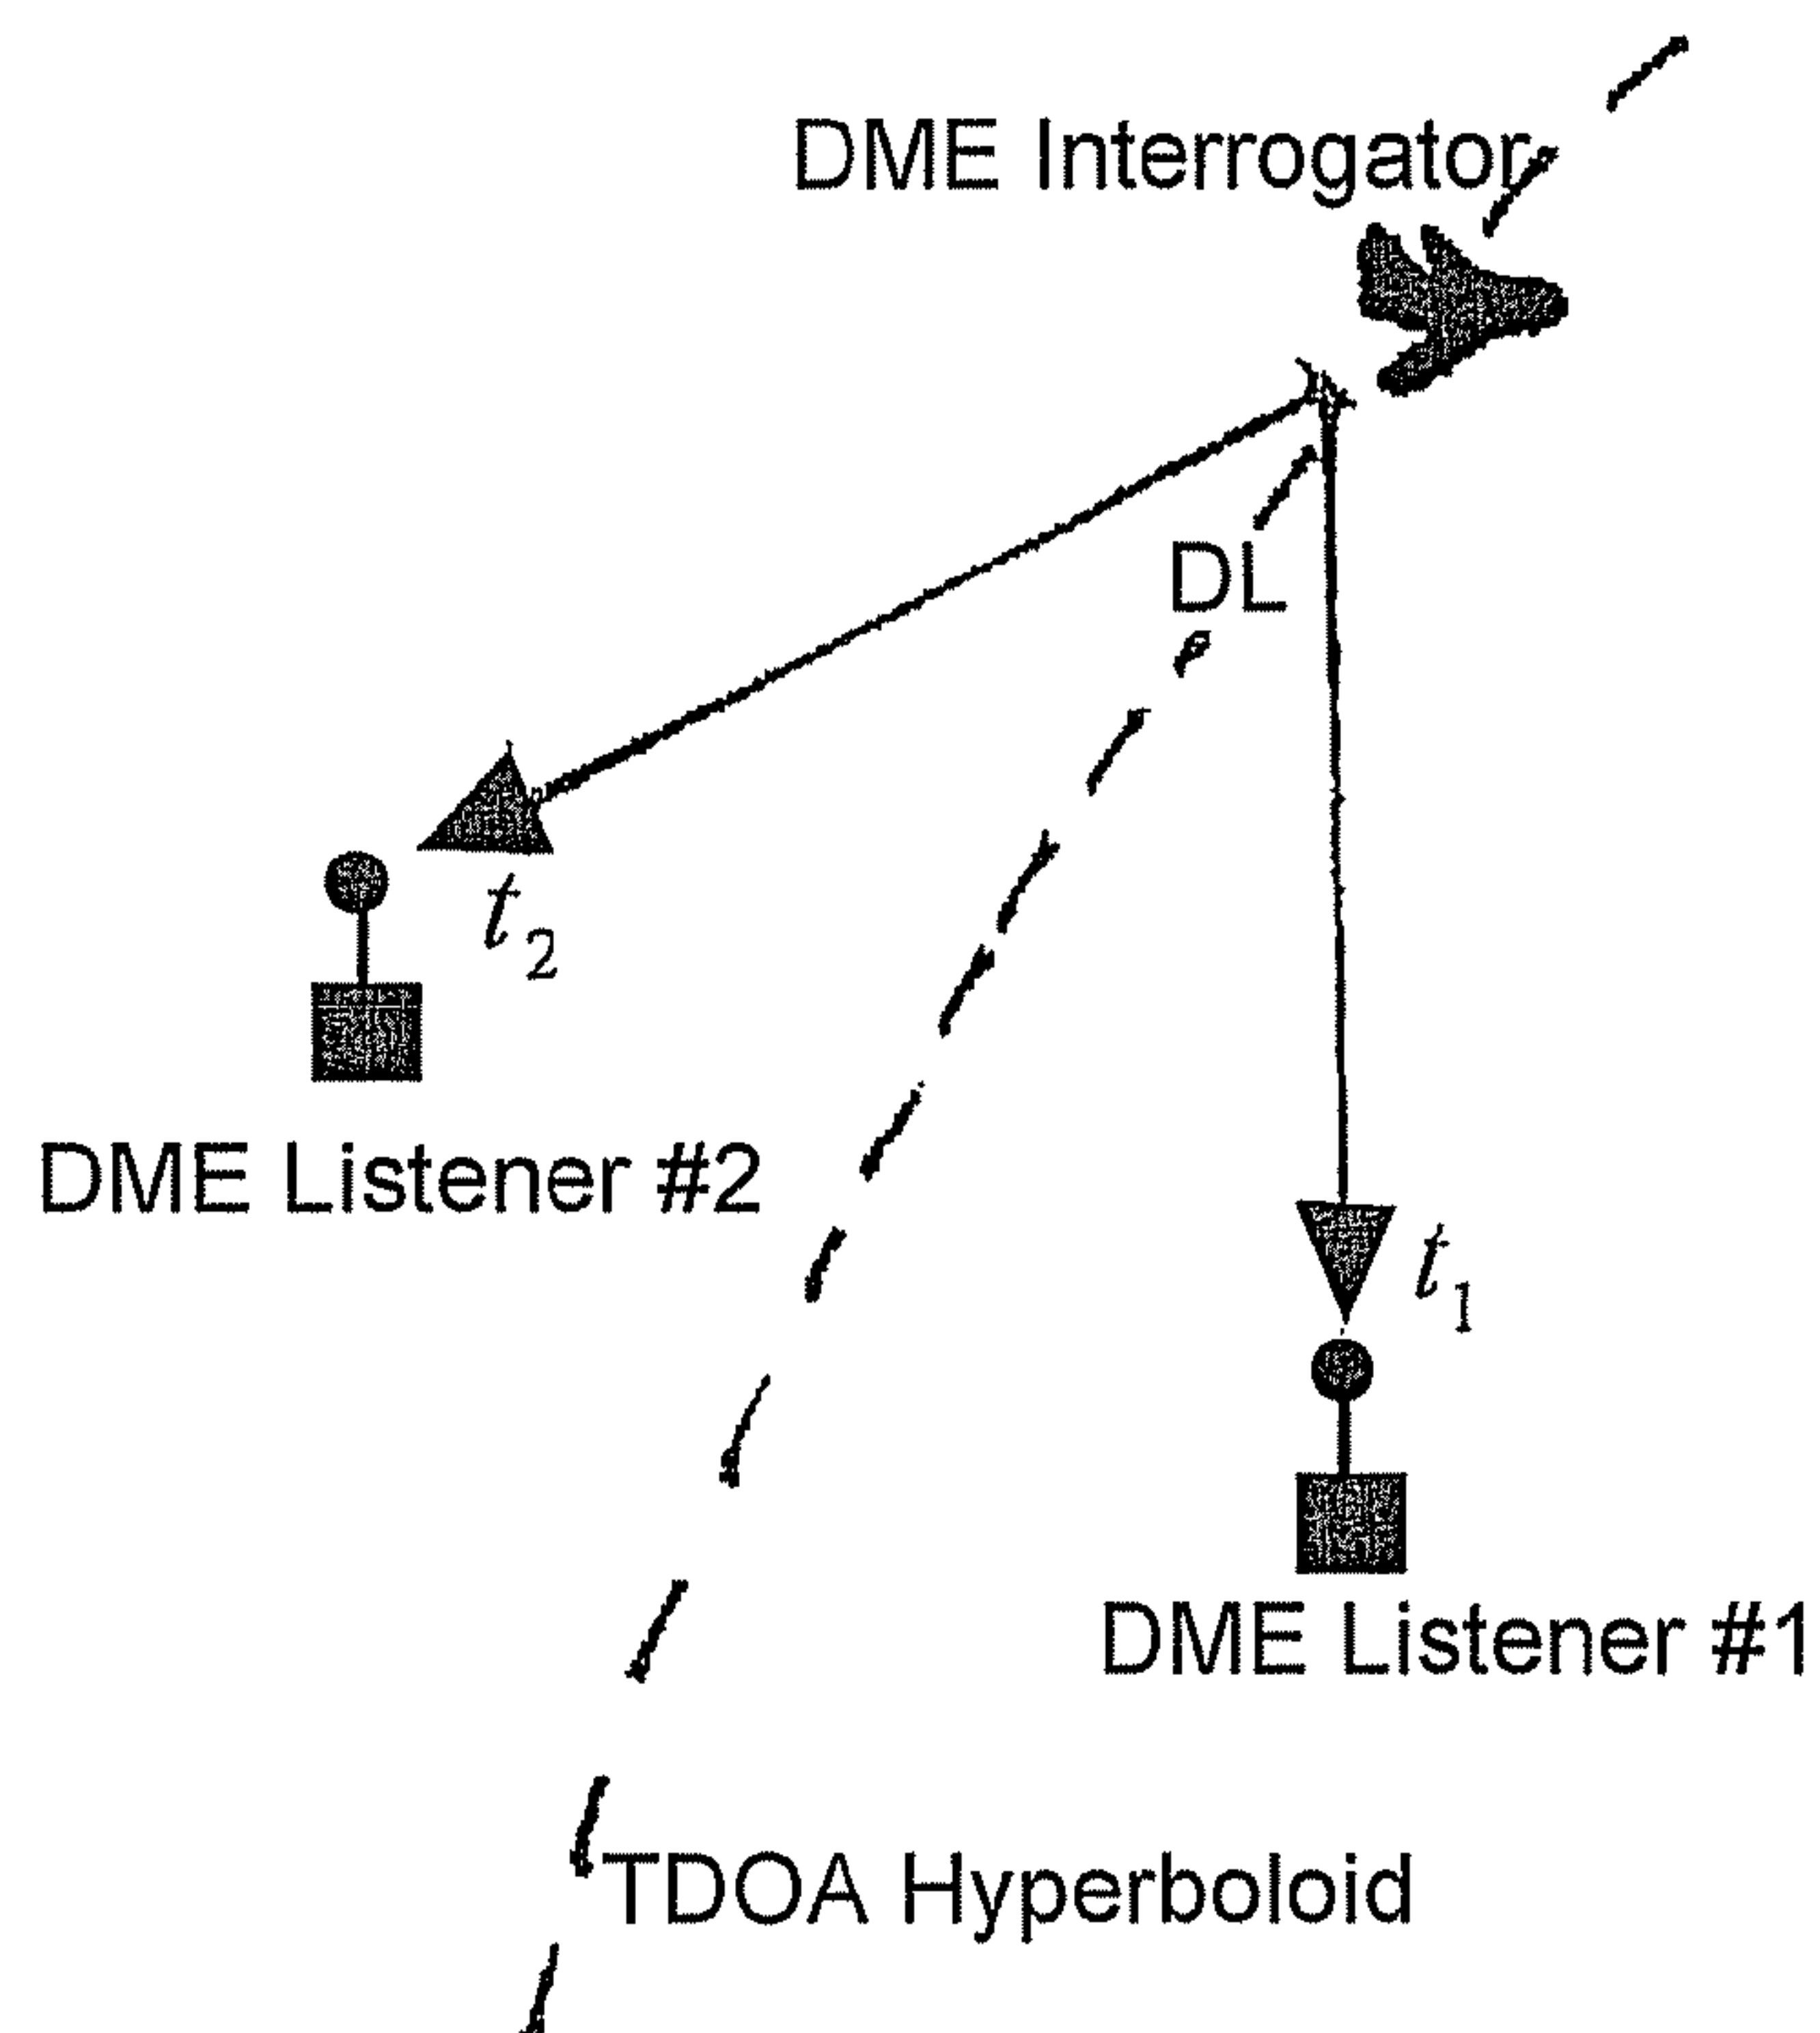 DME Interrogator
DL
t₂
DME Listener #2
t₁
DME Listener #1
TDOA Hyperboloid